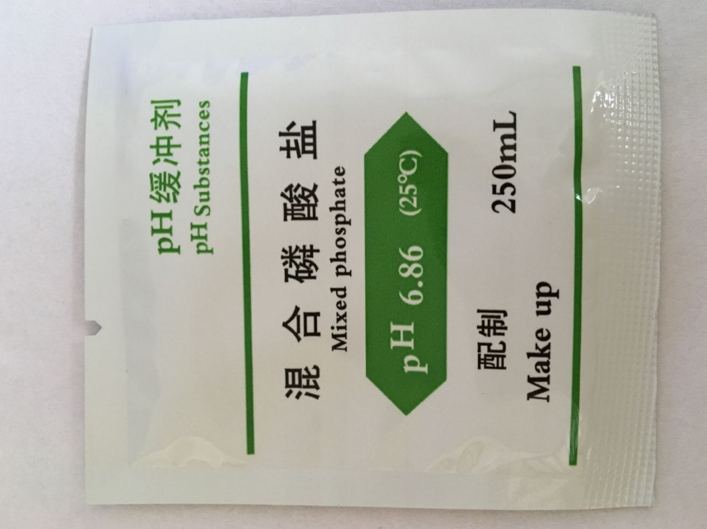 pH缓冲剂
pH Substances
混合磷酸盐
Mixed phosphate
pH 6.86 (25℃)
配制 250mL
Make up